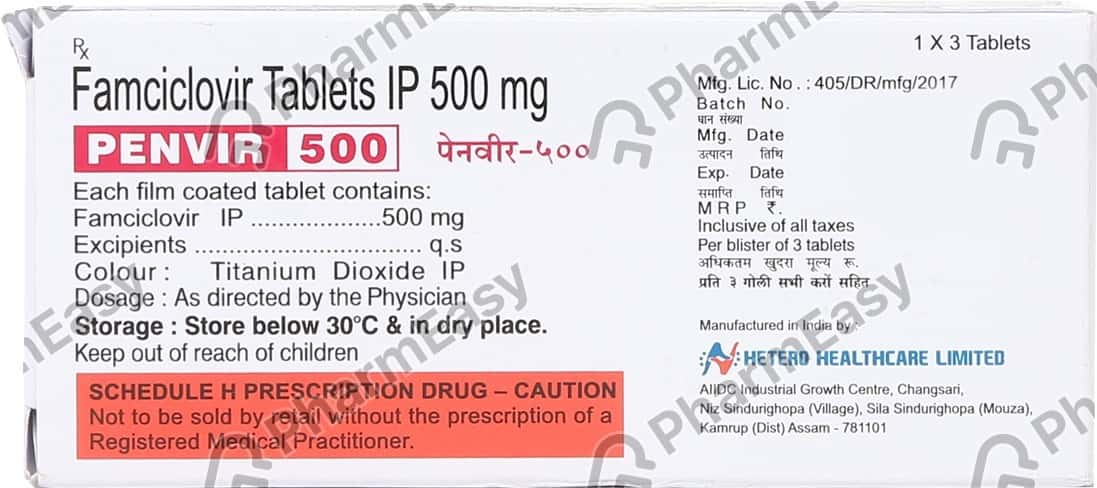 Rx
Famciclovir Tablets IP 500 mg
PENVIR 500 पेनवीर-५००
Each film coated tablet contains:
Famciclovir IP ....................500 mg
Excipients ................................ q.s
Colour : Titanium Dioxide IP
Dosage : As directed by the Physician
Storage : Store below 30°C & in dry place.
Keep out of reach of children
SCHEDULE H PRESCRIPTION DRUG – CAUTION
Not to be sold by retail without the prescription of a
Registered Medical Practitioner.
1 X 3 Tablets
Mfg. Lic. No. : 405/DR/mfg/2017
Batch No.
घान संख्या
Mfg. Date
उत्पादन तिथि
Exp. Date
समाप्ति तिथि
MRP ₹.
Inclusive of all taxes
Per blister of 3 tablets
अधिकतम खुदरा मूल्य रू.
प्रति ३ गोली सभी करों सहित
Manufactured in India by :
HETERO HEALTHCARE LIMITED
AIIDC Industrial Growth Centre, Changsari,
Niz Sindurighopa (Village), Sila Sindurighopa (Mouza),
Kamrup (Dist) Assam - 781101
PharmEasy
PharmEasy
PharmEasy
PharmEasy